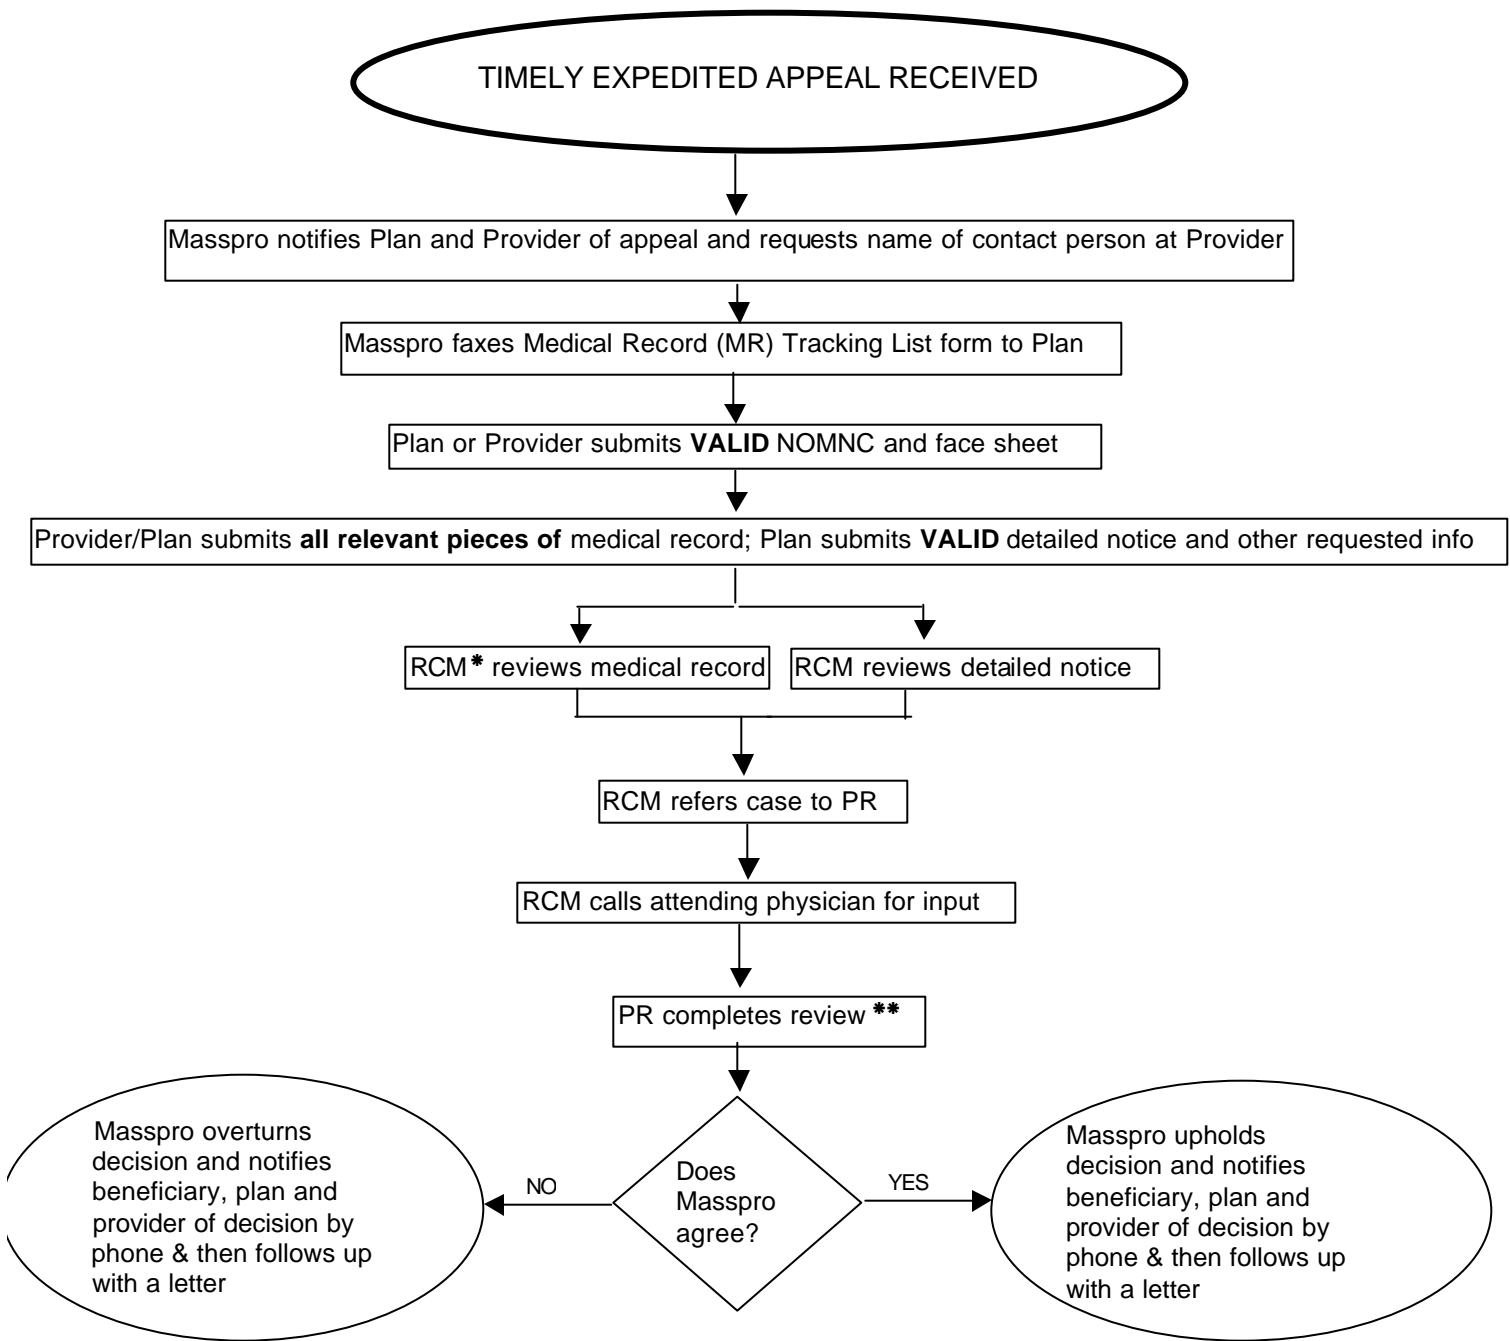 TIMELY EXPEDITED APPEAL RECEIVED
Masspro notifies Plan and Provider of appeal and requests name of contact person at Provider
Masspro faxes Medical Record (MR) Tracking List form to Plan
Plan or Provider submits VALID NOMNC and face sheet
Provider/Plan submits all relevant pieces of medical record; Plan submits VALID detailed notice and other requested info
RCM* reviews medical record
RCM reviews detailed notice
RCM refers case to PR
RCM calls attending physician for input
PR completes review **
Masspro overturns
decision and notifies
beneficiary, plan and
provider of decision by
phone & then follows up
with a letter
NO
Does
Masspro
agree?
YES
Masspro upholds
decision and notifies
beneficiary, plan and
provider of decision by
phone & then follows up
with a letter